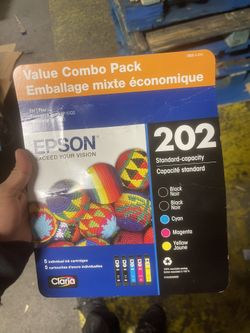 Value Combo Pack
Emballage mixte économique
EPSON
EXCEED YOUR VISION
202
Standard-capacity
Capacité standard
Black
Noir
Black
Noir
Cyan
Magenta
Yellow
Jaune
5 individual ink cartridges
5 cartouches d'encre individuelles
Claria